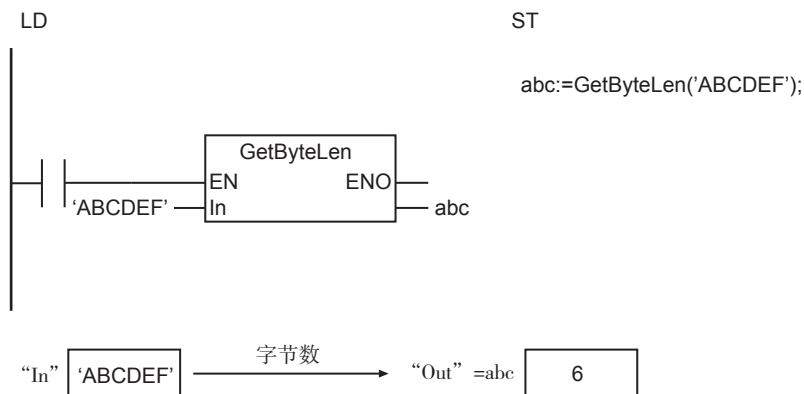 LD
ST
abc:=GetByteLen('ABCDEF');
GetByteLen
EN ENO
‘ABCDEF’ In abc
“In” 'ABCDEF' 字节数 “Out” =abc 6